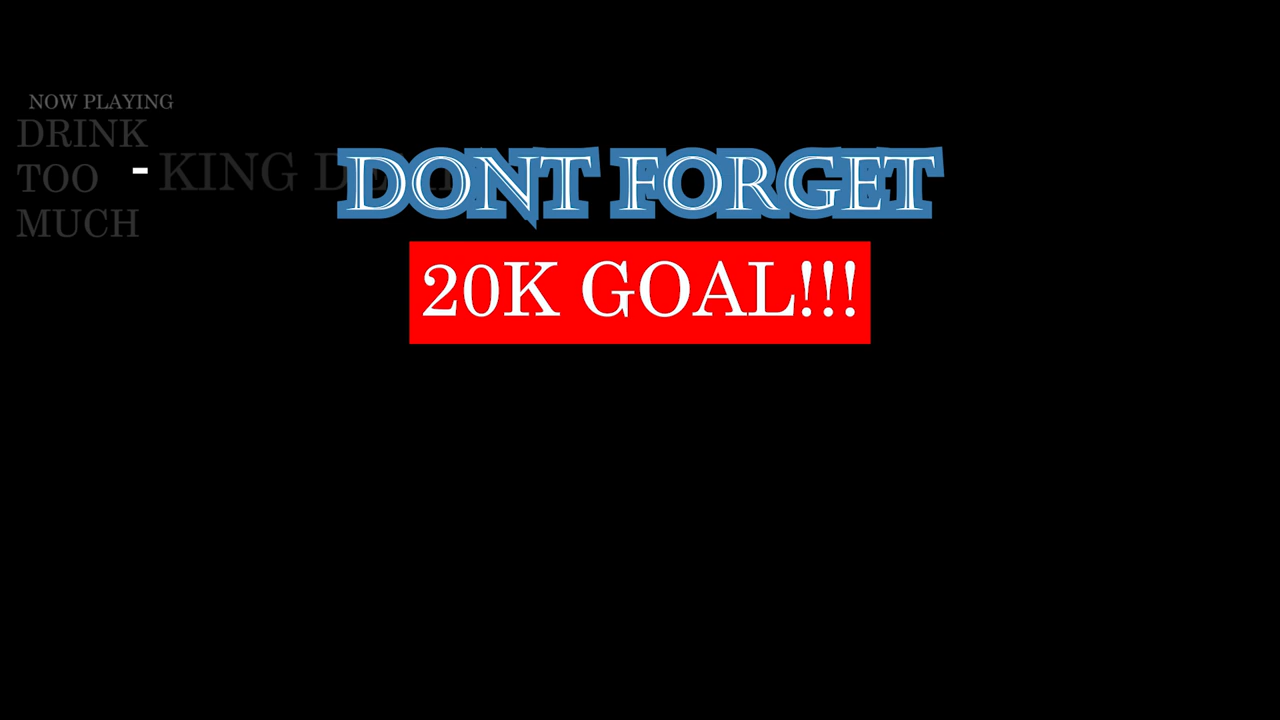 NOW PLAYING
DRINK
TOO
MUCH
- KING
DONT FORGET
20K GOAL!!!